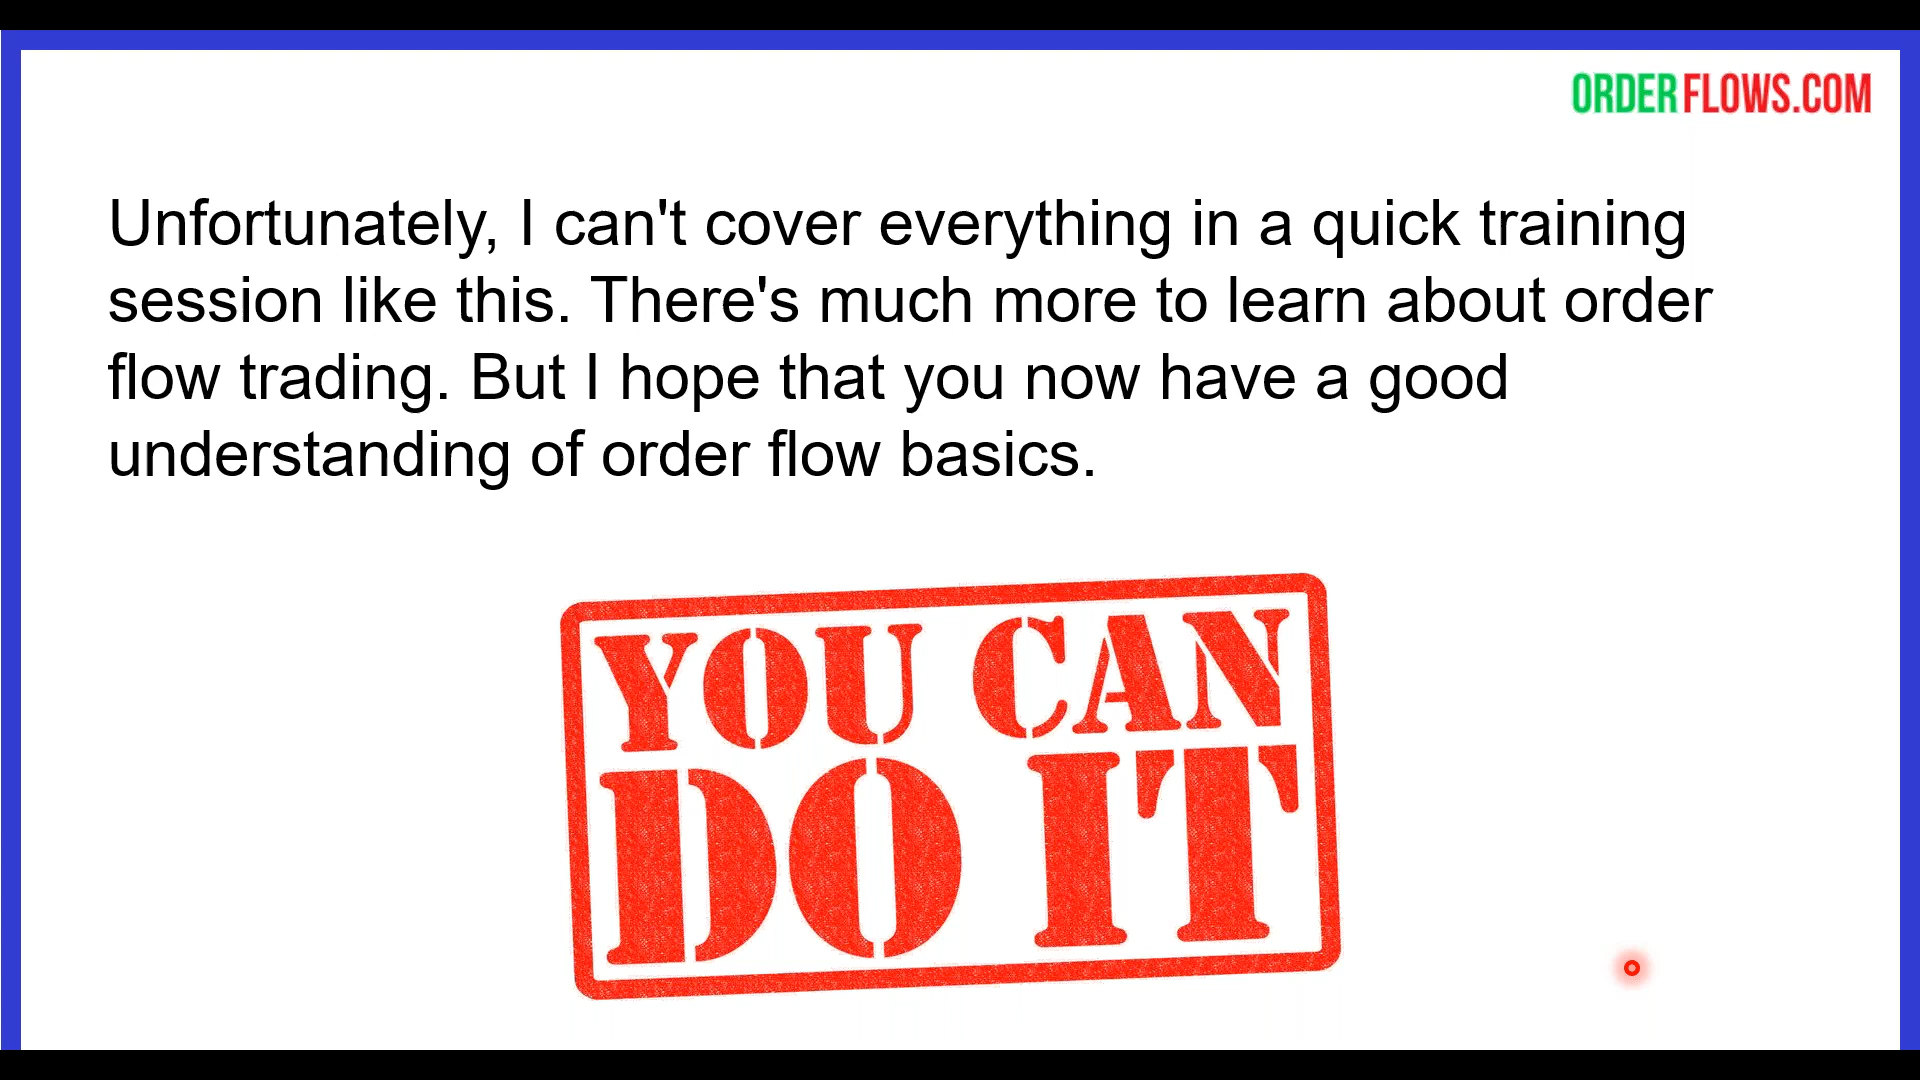 ORDERFLOWS.COM
Unfortunately, I can't cover everything in a quick training
session like this. There's much more to learn about order
flow trading. But I hope that you now have a good
understanding of order flow basics.
YOU CAN
DO IT